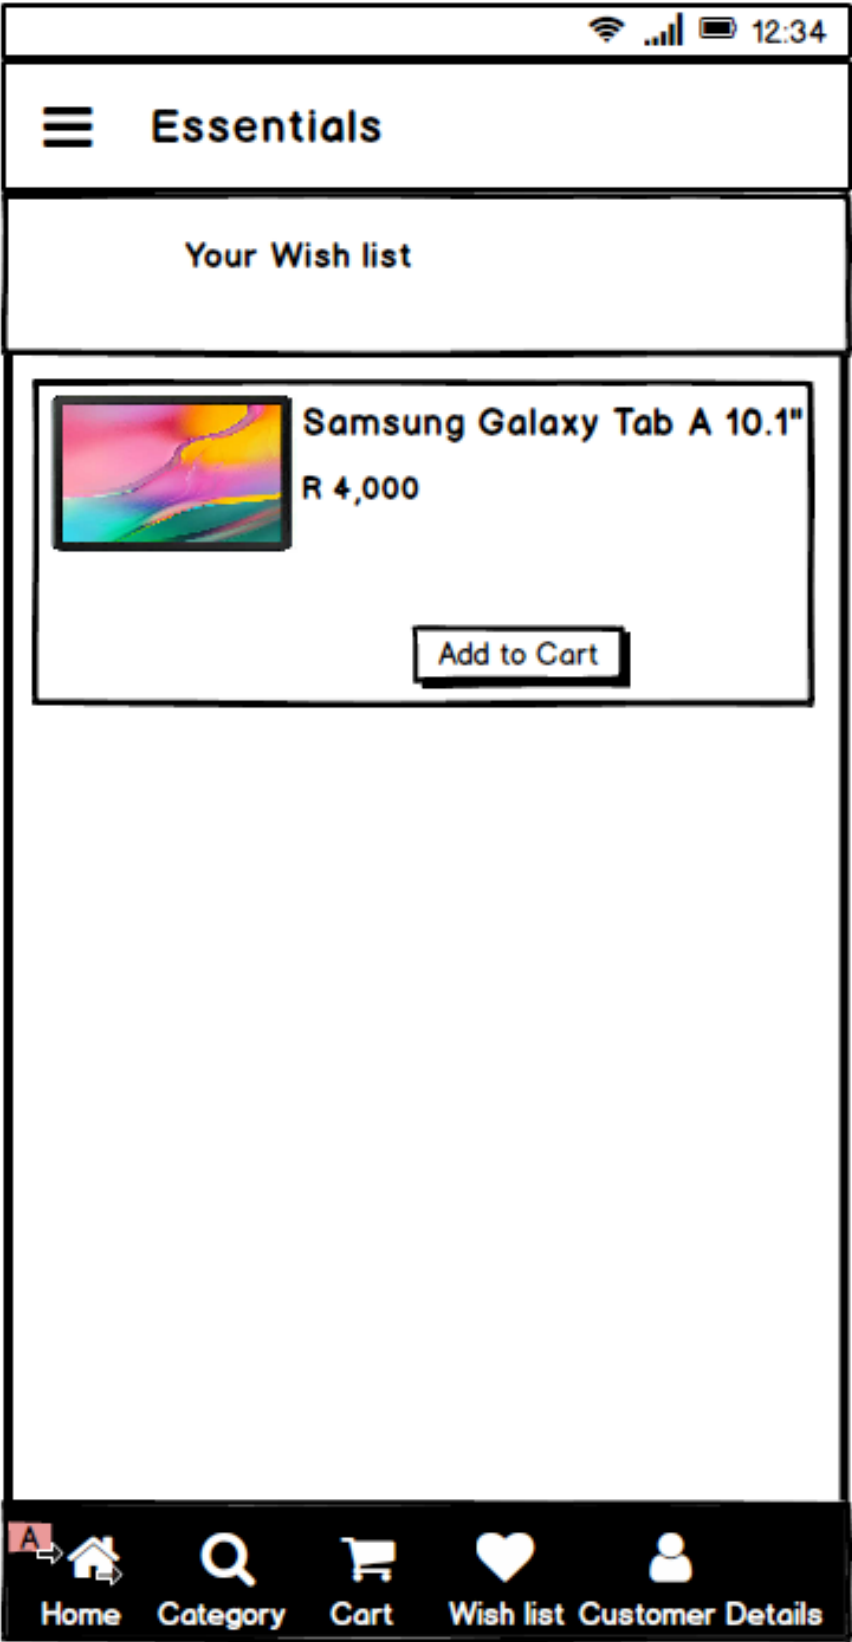 12:34
Essentials
Your Wish list
Samsung Galaxy Tab A 10.1"
R 4,000
Add to Cart
A
Home Category Cart Wish list Customer Details